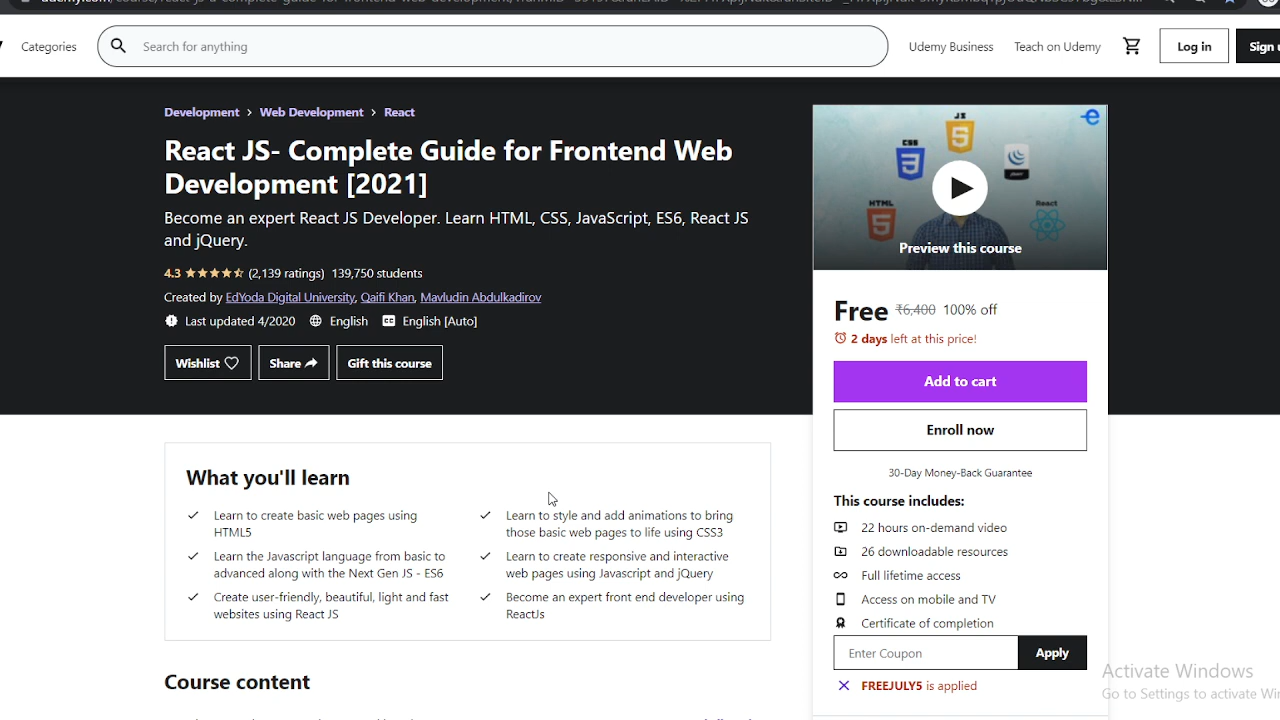 Categories
Search for anything
Udemy Business
Teach on Udemy
Log in
Sign
Development > Web Development > React
React JS- Complete Guide for Frontend Web
Development [2021]
Become an expert React JS Developer. Learn HTML, CSS, JavaScript, ES6, React JS
and jQuery.
4.3 (2,139 ratings) 139,750 students
Created by EdYoda Digital University, Qaifi Khan, Mavludin Abdulkadirov
Last updated 4/2020 English CC English [Auto]
Wishlist
Share
Gift this course
JS
CSS
HTML
React
Preview this course
Free ₹6,400 100% off
2 days left at this price!
Add to cart
Enroll now
30-Day Money-Back Guarantee
This course includes:
22 hours on-demand video
26 downloadable resources
Full lifetime access
Access on mobile and TV
Certificate of completion
Enter Coupon
Apply
FREEJULY5 is applied
What you'll learn
Learn to create basic web pages using
HTML5
Learn to style and add animations to bring
those basic web pages to life using CSS3
Learn the Javascript language from basic to
advanced along with the Next Gen JS - ES6
Learn to create responsive and interactive
web pages using Javascript and jQuery
Create user-friendly, beautiful, light and fast
websites using React JS
Become an expert front end developer using
ReactJs
Course content
Activate Windows
Go to Settings to activate Win